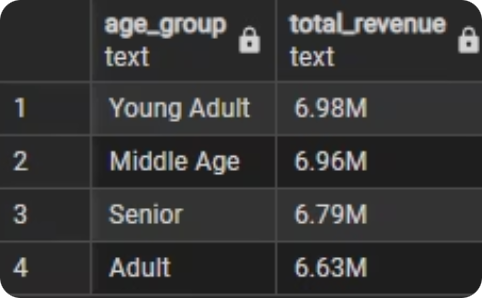 age_group total_revenue
text text
1 Young Adult 6.98M
2 Middle Age 6.96M
3 Senior 6.79M
4 Adult 6.63M